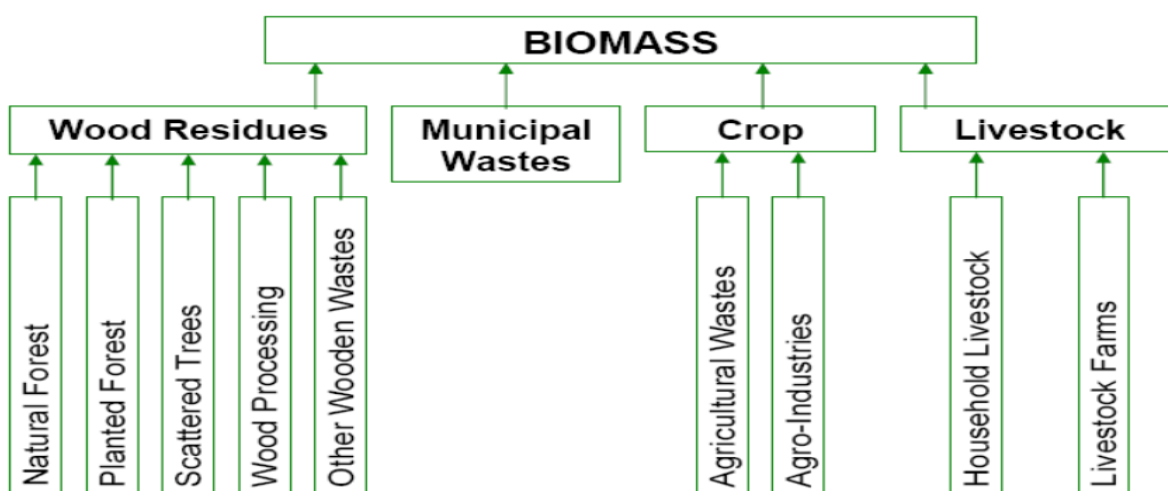 BIOMASS
Wood Residues
Municipal
Wastes
Crop
Livestock
Natural Forest
Planted Forest
Scattered Trees
Wood Processing
Other Wooden Wastes
Agricultural Wastes
Agro-Industries
Household Livestock
Livestock Farms